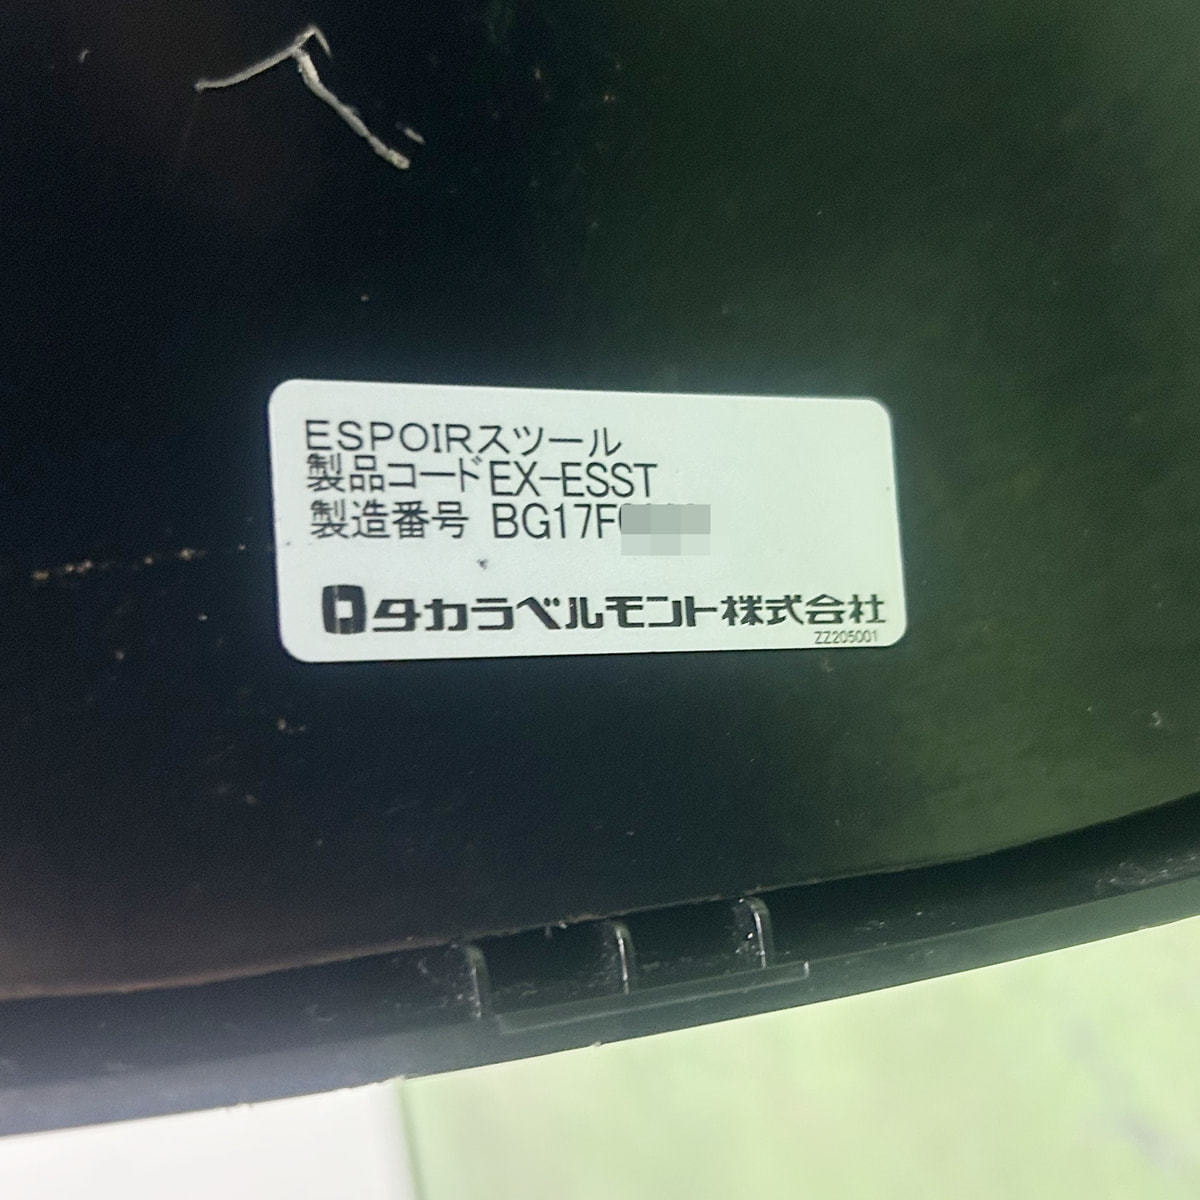 ESPOIRスツール
製品コードEX-ESST
製造番号 BG17F
タカラベルモント株式会社
ZZ205001